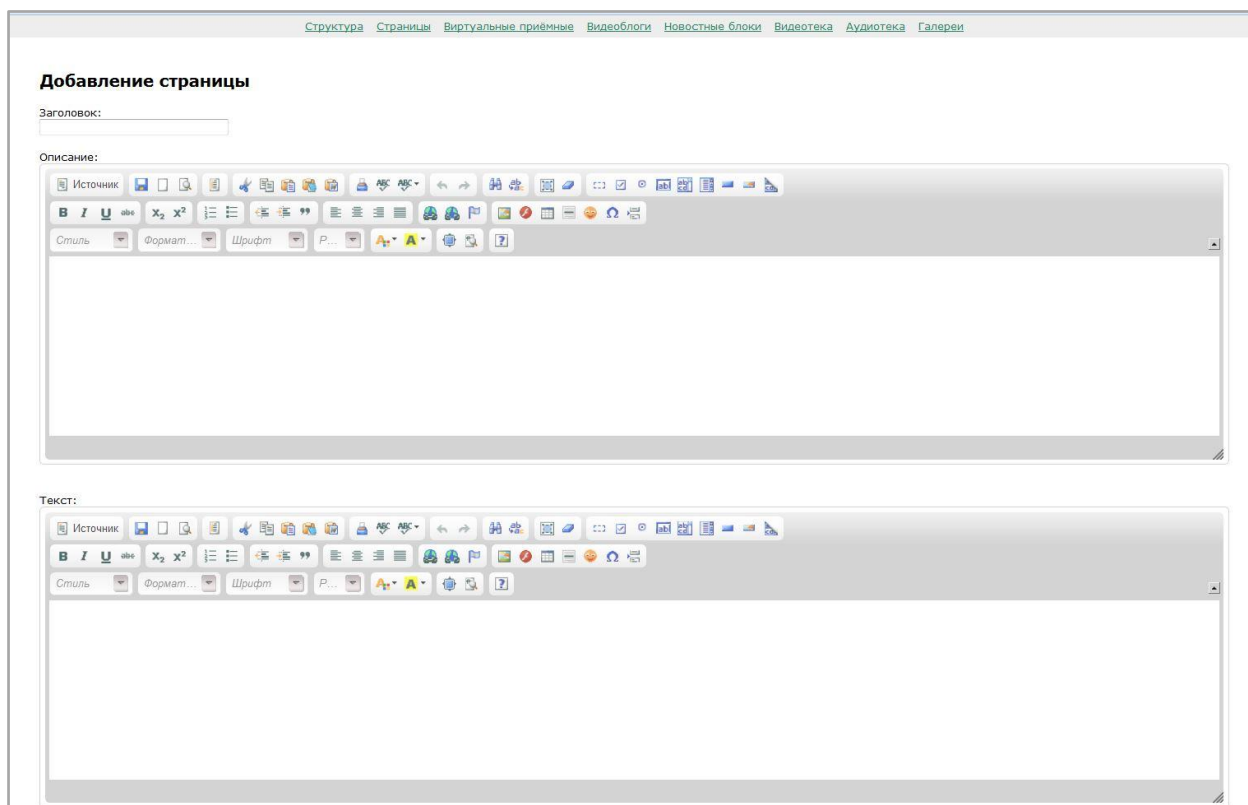 Структура Страницы Виртуальные приёмные Видеоблоги Новостные блоки Видеотека Аудиотека Галереи
Добавление страницы
Заголовок:
Описание:
Источник
B I U abc X₂ X²
Стиль Формат... Шрифт Р... A A
Текст:
Источник
B I U abc X₂ X²
Стиль Формат... Шрифт Р... A A